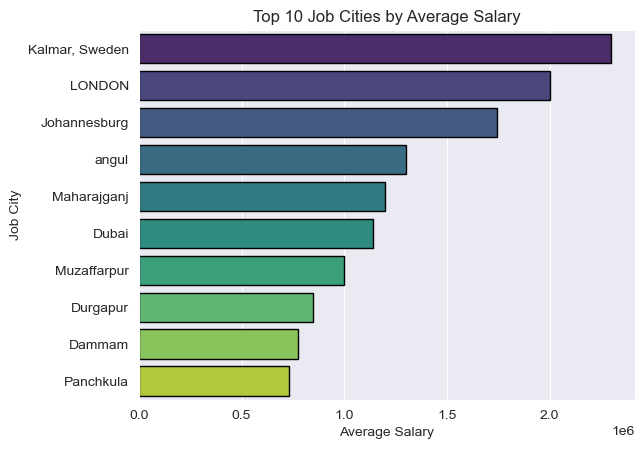 Top 10 Job Cities by Average Salary
Job City
Kalmar, Sweden
LONDON
Johannesburg
angul
Maharajganj
Dubai
Muzaffarpur
Durgapur
Dammam
Panchkula
0.0 0.5 1.0 1.5 2.0
1e6
Average Salary